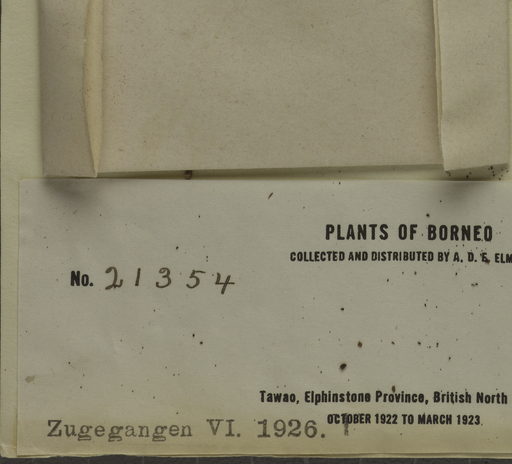 PLANTS OF BORNEO
COLLECTED AND DISTRIBUTED BY A. D. E. ELM
No. 21354
Tawao, Elphinstone Province, British North
OCTOBER 1922 TO MARCH 1923
Zugegangen VI. 1926.